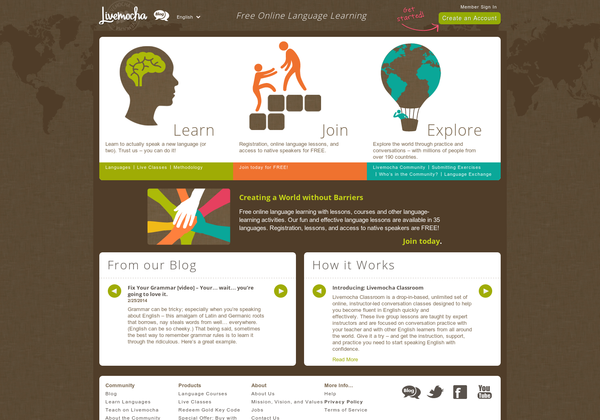 Livemocha
Blog
English
Free Online Language Learning
Get started!
Member Sign In
Create an Account
Learn
Learn to actually speak a new language (or
two). Trust us – you can do it!
Languages | Live Classes | Methodology
Join
Registration, online language lessons, and
access to native speakers for FREE.
Join today for FREE!
Explore
Explore the world through practice and
conversations – with millions of people from
over 190 countries.
Livemocha Community | Submitting Exercises
| Who's in the Community? | Language Exchange
Creating a World without Barriers
Free online language learning with lessons, courses and other language-
learning activities. Our fun and effective language lessons are available in 35
languages. Registration, lessons, and access to native speakers are FREE!
Join today.
From our Blog
Fix Your Grammar [video] – Your... wait... you're
going to love it.
2/25/2014
Grammar can be tricky; especially when you're speaking
about English – this amalgam of Latin and Germanic roots
that borrows, nay steals words from well... everywhere.
(English can be so cheeky.) That being said, sometimes
the best way to remember grammar rules is to learn it
through the ridiculous. Here's a great example.
How it Works
Introducing: Livemocha Classroom
Livemocha Classroom is a drop-in-based, unlimited set of
online, instructor-led conversation classes designed to help
you become fluent in English quickly and
effectively. These live group lessons are taught by expert
instructors and are focused on conversation practice with
your teacher and with other English learners from all around
the world. Give it a try – and get the instruction, support,
and practice you need to start speaking English with
confidence.
Read More
Community
Blog
Learn Languages
Teach on Livemocha
About the Community
Products
Language Courses
Live Classes
Redeem Gold Key Code
Special Offer: Buy with
About
About Us
Mission, Vision, and Values
Jobs
Contact Us
More Info...
Help
Privacy Policy
Terms of Service
Blog
You
Tube